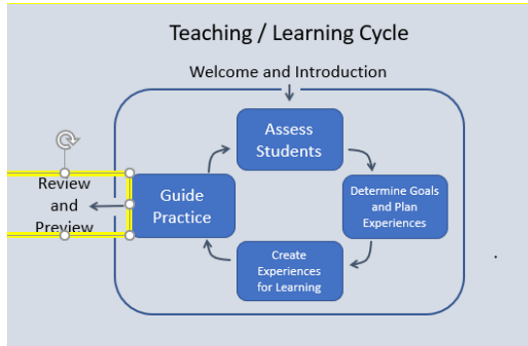 Teaching / Learning Cycle
Welcome and Introduction
Assess
Students
Determine Goals
and Plan
Experiences
Create
Experiences
for Learning
Guide
Practice
Review
and
Preview